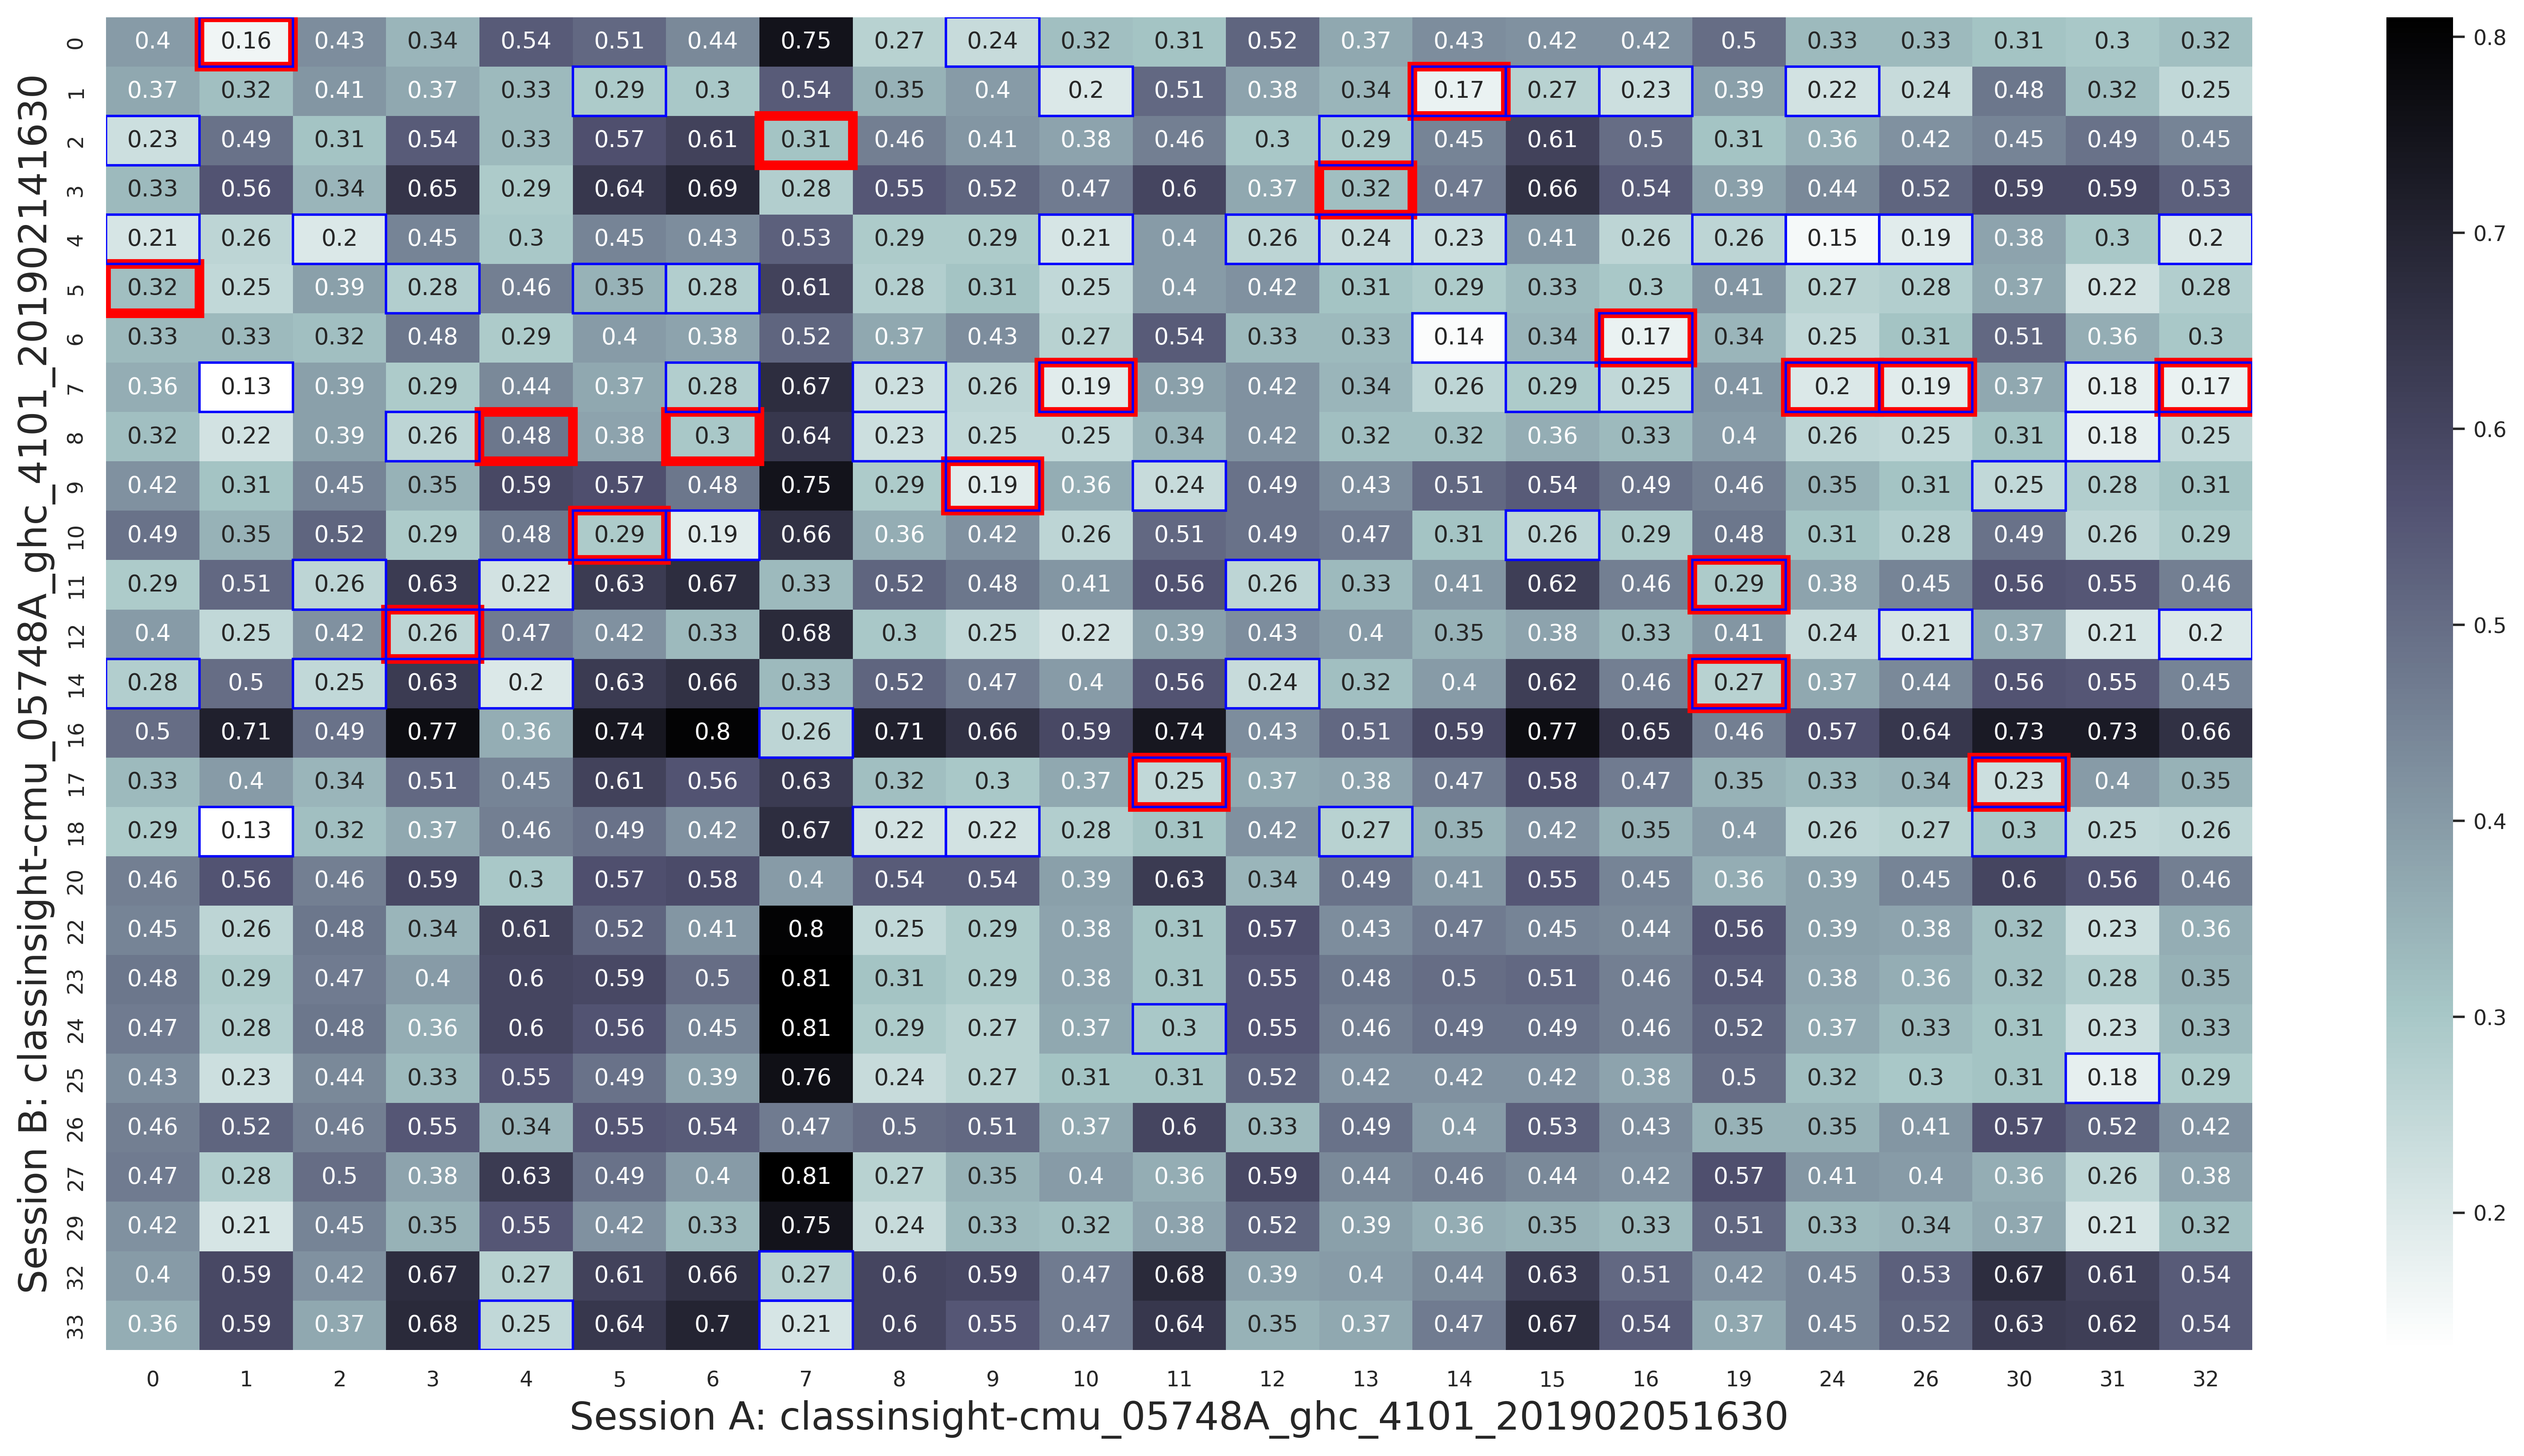 Session B: classinsight-cmu_05748A_ghc_4101_201902141630
0 0.4 0.16 0.43 0.34 0.54 0.51 0.44 0.75 0.27 0.24 0.32 0.31 0.52 0.37 0.43 0.42 0.42 0.5 0.33 0.33 0.31 0.3 0.32
1 0.37 0.32 0.41 0.37 0.33 0.29 0.3 0.54 0.35 0.4 0.2 0.51 0.38 0.34 0.17 0.27 0.23 0.39 0.22 0.24 0.48 0.32 0.25
2 0.23 0.49 0.31 0.54 0.33 0.57 0.61 0.31 0.46 0.41 0.38 0.46 0.3 0.29 0.45 0.61 0.5 0.31 0.36 0.42 0.45 0.49 0.45
3 0.33 0.56 0.34 0.65 0.29 0.64 0.69 0.28 0.55 0.52 0.47 0.6 0.37 0.32 0.47 0.66 0.54 0.39 0.44 0.52 0.59 0.59 0.53
4 0.21 0.26 0.2 0.45 0.3 0.45 0.43 0.53 0.29 0.29 0.21 0.4 0.26 0.24 0.23 0.41 0.26 0.26 0.15 0.19 0.38 0.3 0.2
5 0.32 0.25 0.39 0.28 0.46 0.35 0.28 0.61 0.28 0.31 0.25 0.4 0.42 0.31 0.29 0.33 0.3 0.41 0.27 0.28 0.37 0.22 0.28
6 0.33 0.33 0.32 0.48 0.29 0.4 0.38 0.52 0.37 0.43 0.27 0.54 0.33 0.33 0.14 0.34 0.17 0.34 0.25 0.31 0.51 0.36 0.3
7 0.36 0.13 0.39 0.29 0.44 0.37 0.28 0.67 0.23 0.26 0.19 0.39 0.42 0.34 0.26 0.29 0.25 0.41 0.2 0.19 0.37 0.18 0.17
8 0.32 0.22 0.39 0.26 0.48 0.38 0.3 0.64 0.23 0.25 0.25 0.34 0.42 0.32 0.32 0.36 0.33 0.4 0.26 0.25 0.31 0.18 0.25
9 0.42 0.31 0.45 0.35 0.59 0.57 0.48 0.75 0.29 0.19 0.36 0.24 0.49 0.43 0.51 0.54 0.49 0.46 0.35 0.31 0.25 0.28 0.31
10 0.49 0.35 0.52 0.29 0.48 0.29 0.19 0.66 0.36 0.42 0.26 0.51 0.49 0.47 0.31 0.26 0.29 0.48 0.31 0.28 0.49 0.26 0.29
11 0.29 0.51 0.26 0.63 0.22 0.63 0.67 0.33 0.52 0.48 0.41 0.56 0.26 0.33 0.41 0.62 0.46 0.29 0.38 0.45 0.56 0.55 0.46
12 0.4 0.25 0.42 0.26 0.47 0.42 0.33 0.68 0.3 0.25 0.22 0.39 0.43 0.4 0.35 0.38 0.33 0.41 0.24 0.21 0.37 0.21 0.2
14 0.28 0.5 0.25 0.63 0.2 0.63 0.66 0.33 0.52 0.47 0.4 0.56 0.24 0.32 0.4 0.62 0.46 0.27 0.37 0.44 0.56 0.55 0.45
16 0.5 0.71 0.49 0.77 0.36 0.74 0.8 0.26 0.71 0.66 0.59 0.74 0.43 0.51 0.59 0.77 0.65 0.46 0.57 0.64 0.73 0.73 0.66
17 0.33 0.4 0.34 0.51 0.45 0.61 0.56 0.63 0.32 0.3 0.37 0.25 0.37 0.38 0.47 0.58 0.47 0.35 0.33 0.34 0.23 0.4 0.35
18 0.29 0.13 0.32 0.37 0.46 0.49 0.42 0.67 0.22 0.22 0.28 0.31 0.42 0.27 0.35 0.42 0.35 0.4 0.26 0.27 0.3 0.25 0.26
20 0.46 0.56 0.46 0.59 0.3 0.57 0.58 0.4 0.54 0.54 0.39 0.63 0.34 0.49 0.41 0.55 0.45 0.36 0.39 0.45 0.6 0.56 0.46
22 0.45 0.26 0.48 0.34 0.61 0.52 0.41 0.8 0.25 0.29 0.38 0.31 0.57 0.43 0.47 0.45 0.44 0.56 0.39 0.38 0.32 0.23 0.36
23 0.48 0.29 0.47 0.4 0.6 0.59 0.5 0.81 0.31 0.29 0.38 0.31 0.55 0.48 0.5 0.51 0.46 0.54 0.38 0.36 0.32 0.28 0.35
24 0.47 0.28 0.48 0.36 0.6 0.56 0.45 0.81 0.29 0.27 0.37 0.3 0.55 0.46 0.49 0.49 0.46 0.52 0.37 0.33 0.31 0.23 0.33
25 0.43 0.23 0.44 0.33 0.55 0.49 0.39 0.76 0.24 0.27 0.31 0.31 0.52 0.42 0.42 0.42 0.38 0.5 0.32 0.3 0.31 0.18 0.29
26 0.46 0.52 0.46 0.55 0.34 0.55 0.54 0.47 0.5 0.51 0.37 0.6 0.33 0.49 0.4 0.53 0.43 0.35 0.35 0.41 0.57 0.52 0.42
27 0.47 0.28 0.5 0.38 0.63 0.49 0.4 0.81 0.27 0.35 0.4 0.36 0.59 0.44 0.46 0.44 0.42 0.57 0.41 0.4 0.36 0.26 0.38
29 0.42 0.21 0.45 0.35 0.55 0.42 0.33 0.75 0.24 0.33 0.32 0.38 0.52 0.39 0.36 0.35 0.33 0.51 0.33 0.34 0.37 0.21 0.32
32 0.4 0.59 0.42 0.67 0.27 0.61 0.66 0.27 0.6 0.59 0.47 0.68 0.39 0.4 0.44 0.63 0.51 0.42 0.45 0.53 0.67 0.61 0.54
33 0.36 0.59 0.37 0.68 0.25 0.64 0.7 0.21 0.6 0.55 0.47 0.64 0.35 0.37 0.47 0.67 0.54 0.37 0.45 0.52 0.63 0.62 0.54
0 1 2 3 4 5 6 7 8 9 10 11 12 13 14 15 16 19 24 26 30 31 32
Session A: classinsight-cmu_05748A_ghc_4101_201902051630
0.8
0.7
0.6
0.5
0.4
0.3
0.2